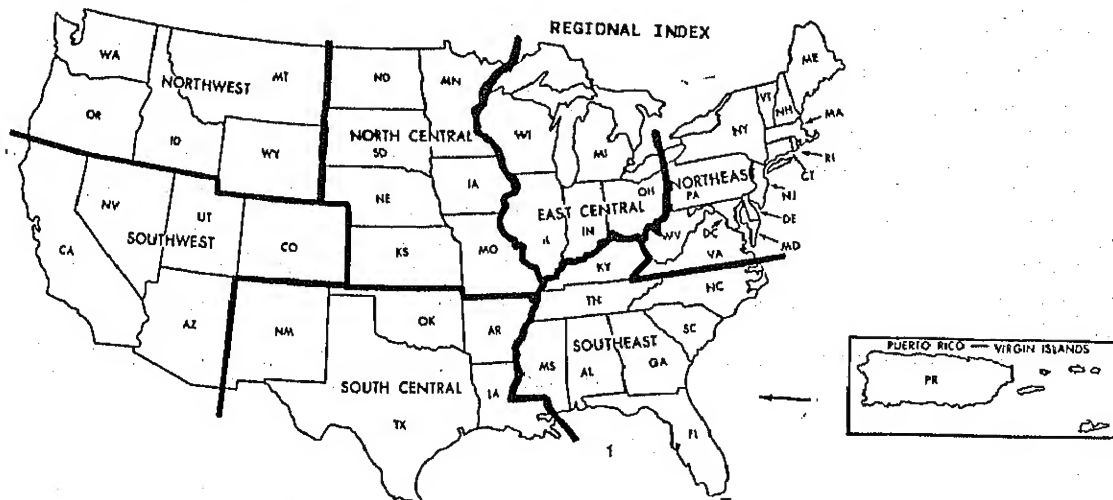 REGIONAL INDEX
WA
MT
ND
MN
ME
NORTHWEST
VT
NH
OR
ID
WY
NORTH CENTRAL
SD
WI
MI
NY
MA
RI
CT
NV
UT
NE
IA
OH
NORTHEAST
PA
NJ
EAST CENTRAL
DE
CA
SOUTHWEST
CO
KS
MO
IL
IN
WV
DC
MD
VA
KY
NC
TN
AZ
NM
OK
AR
SC
SOUTHEAST
MS
AL
GA
SOUTH CENTRAL
LA
TX
FL
1
PUERTO RICO — VIRGIN ISLANDS
PR